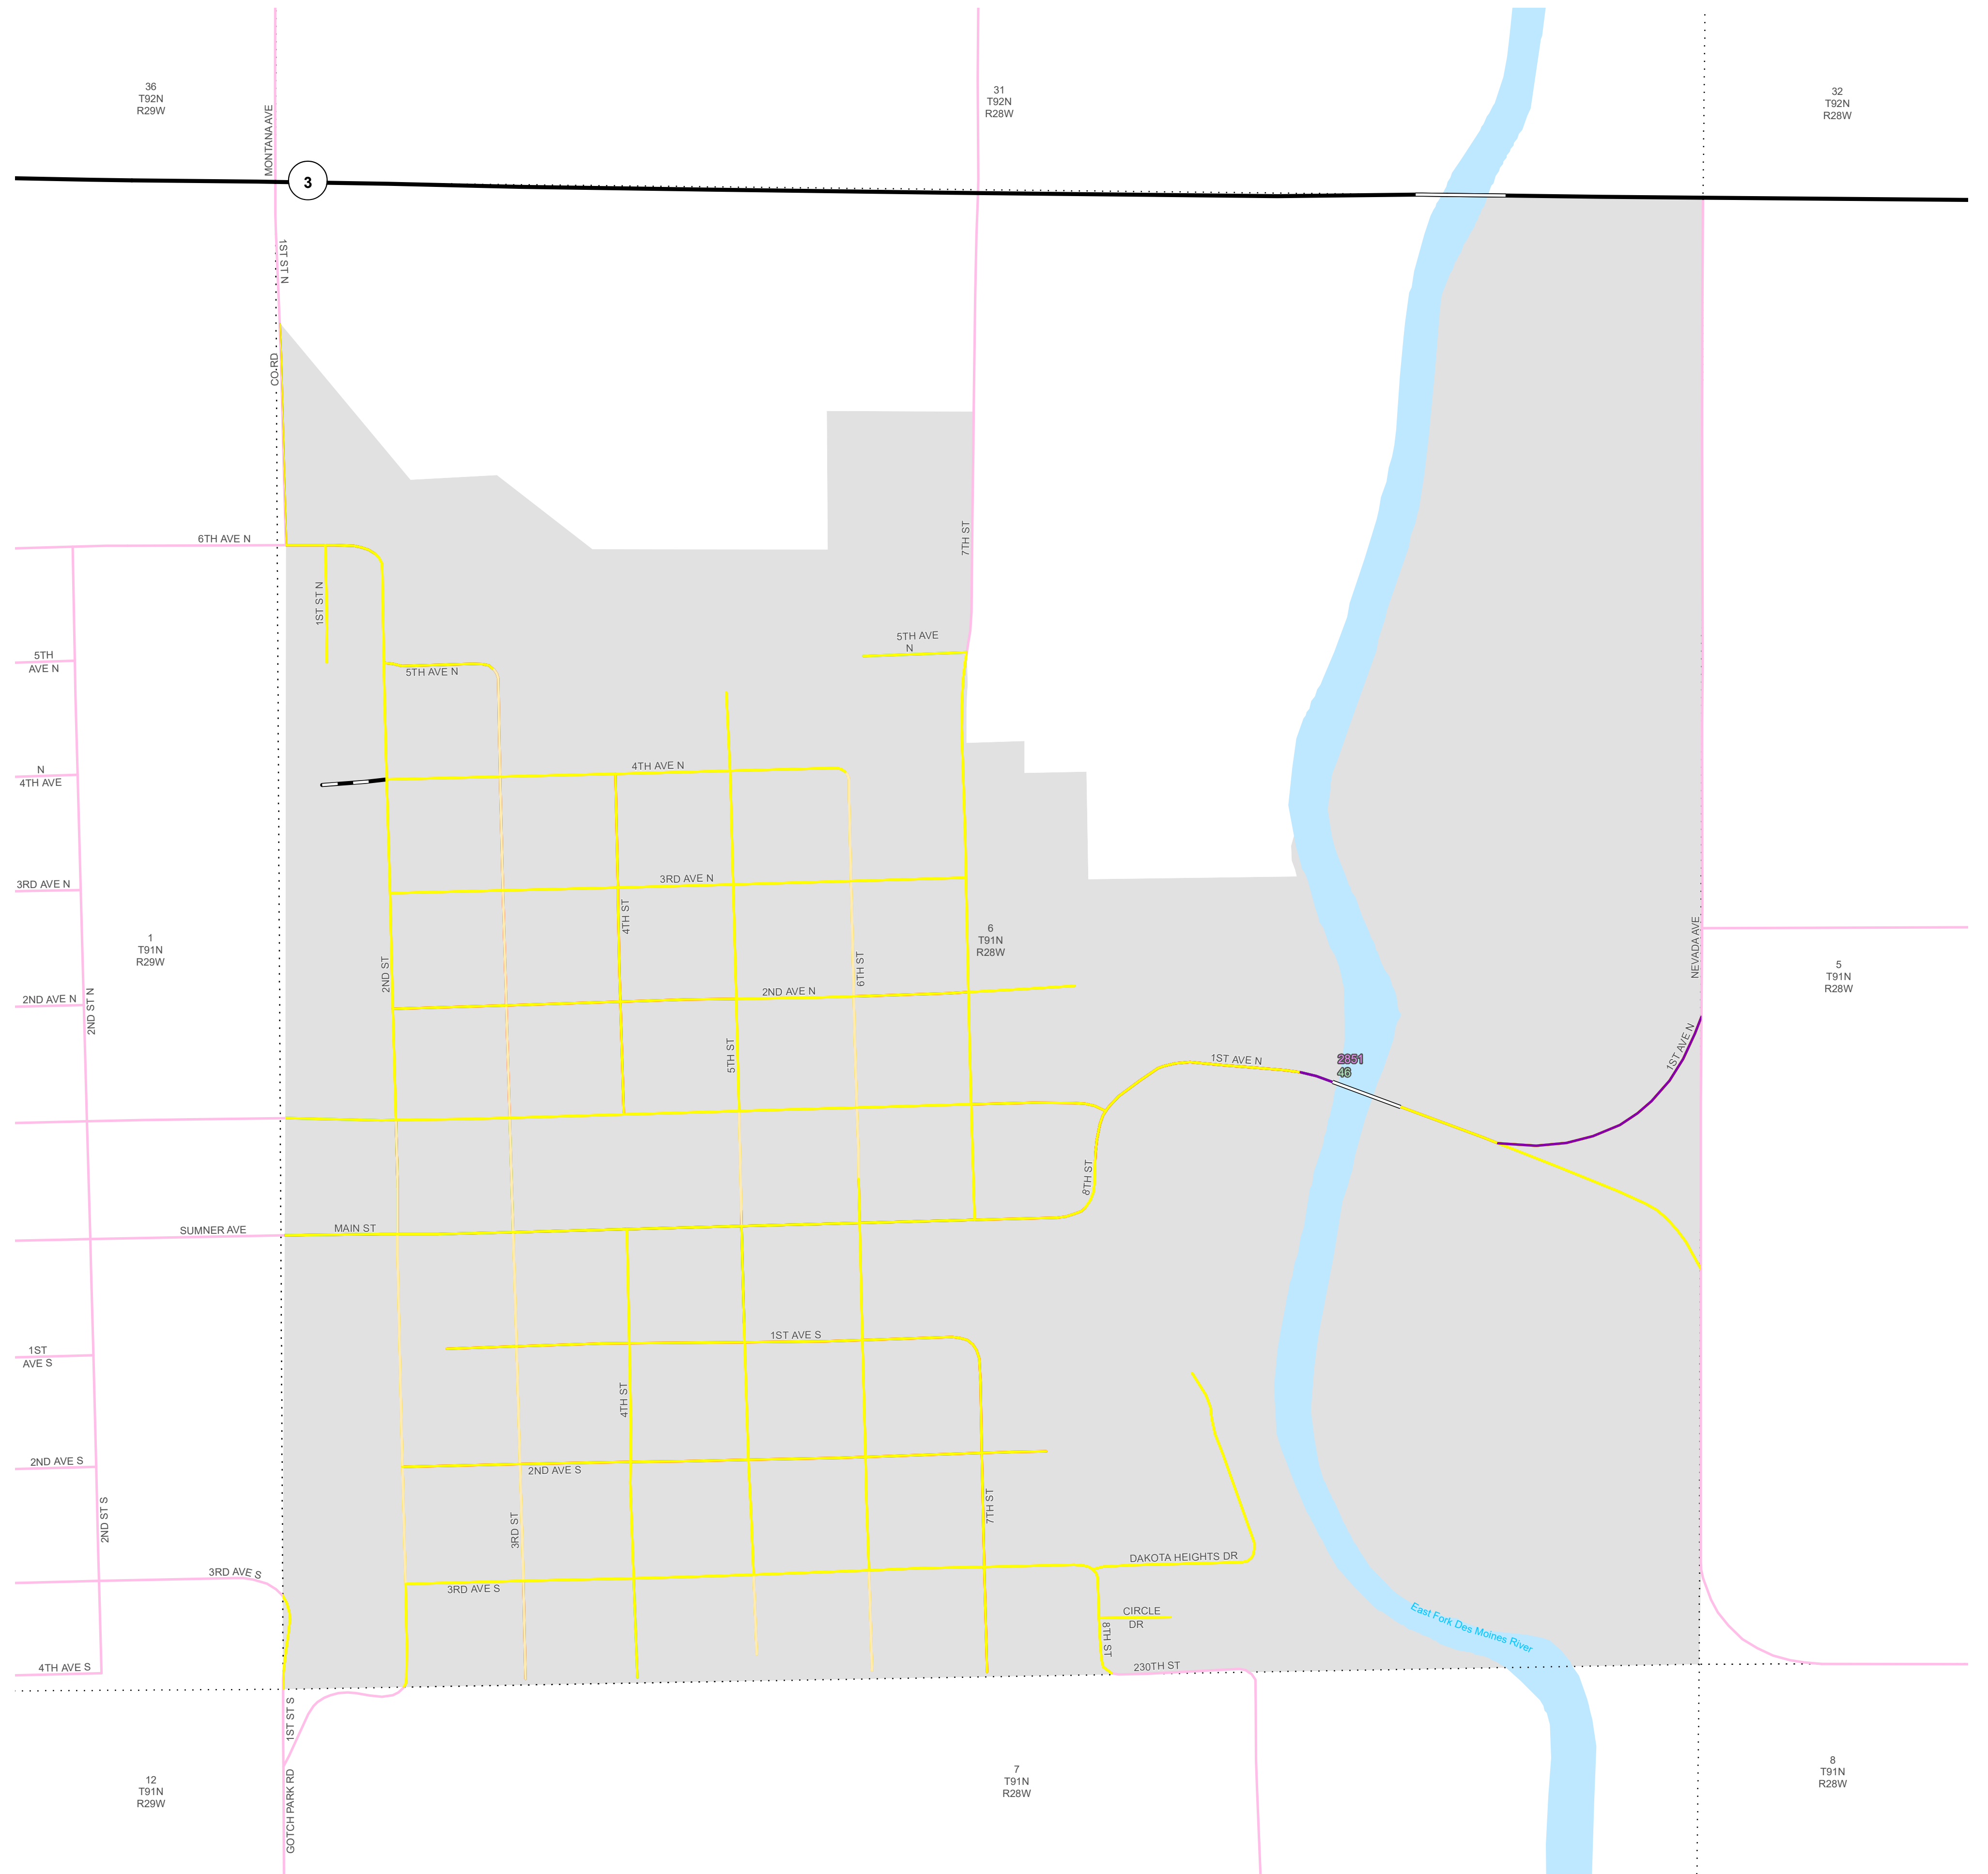 36
T92N
R29W
31
T92N
R28W
32
T92N
R28W
MONTANA AVE
3
1ST ST N
CO RD
6TH AVE N
7TH ST
1ST ST N
5TH AVE
N
5TH
AVE N
5TH AVE N
4TH AVE N
N
4TH AVE
3RD AVE N
3RD AVE N
4TH ST
1
T91N
R29W
6
T91N
R28W
NEVADA AVE
5
T91N
R28W
2ND ST
6TH ST
2ND AVE N
2ND AVE N
2ND ST N
5TH ST
1ST AVE N
2851
46
1ST AVE N
8TH ST
SUMNER AVE
MAIN ST
1ST AVE S
1ST
AVE S
4TH ST
2ND AVE S
2ND AVE S
2ND ST S
3RD ST
7TH ST
DAKOTA HEIGHTS DR
3RD AVE S
3RD AVE S
CIRCLE
DR
8TH ST
East Fork Des Moines River
4TH AVE S
230TH ST
1ST ST S
12
T91N
R29W
GOTCH PARK RD
7
T91N
R28W
8
T91N
R28W